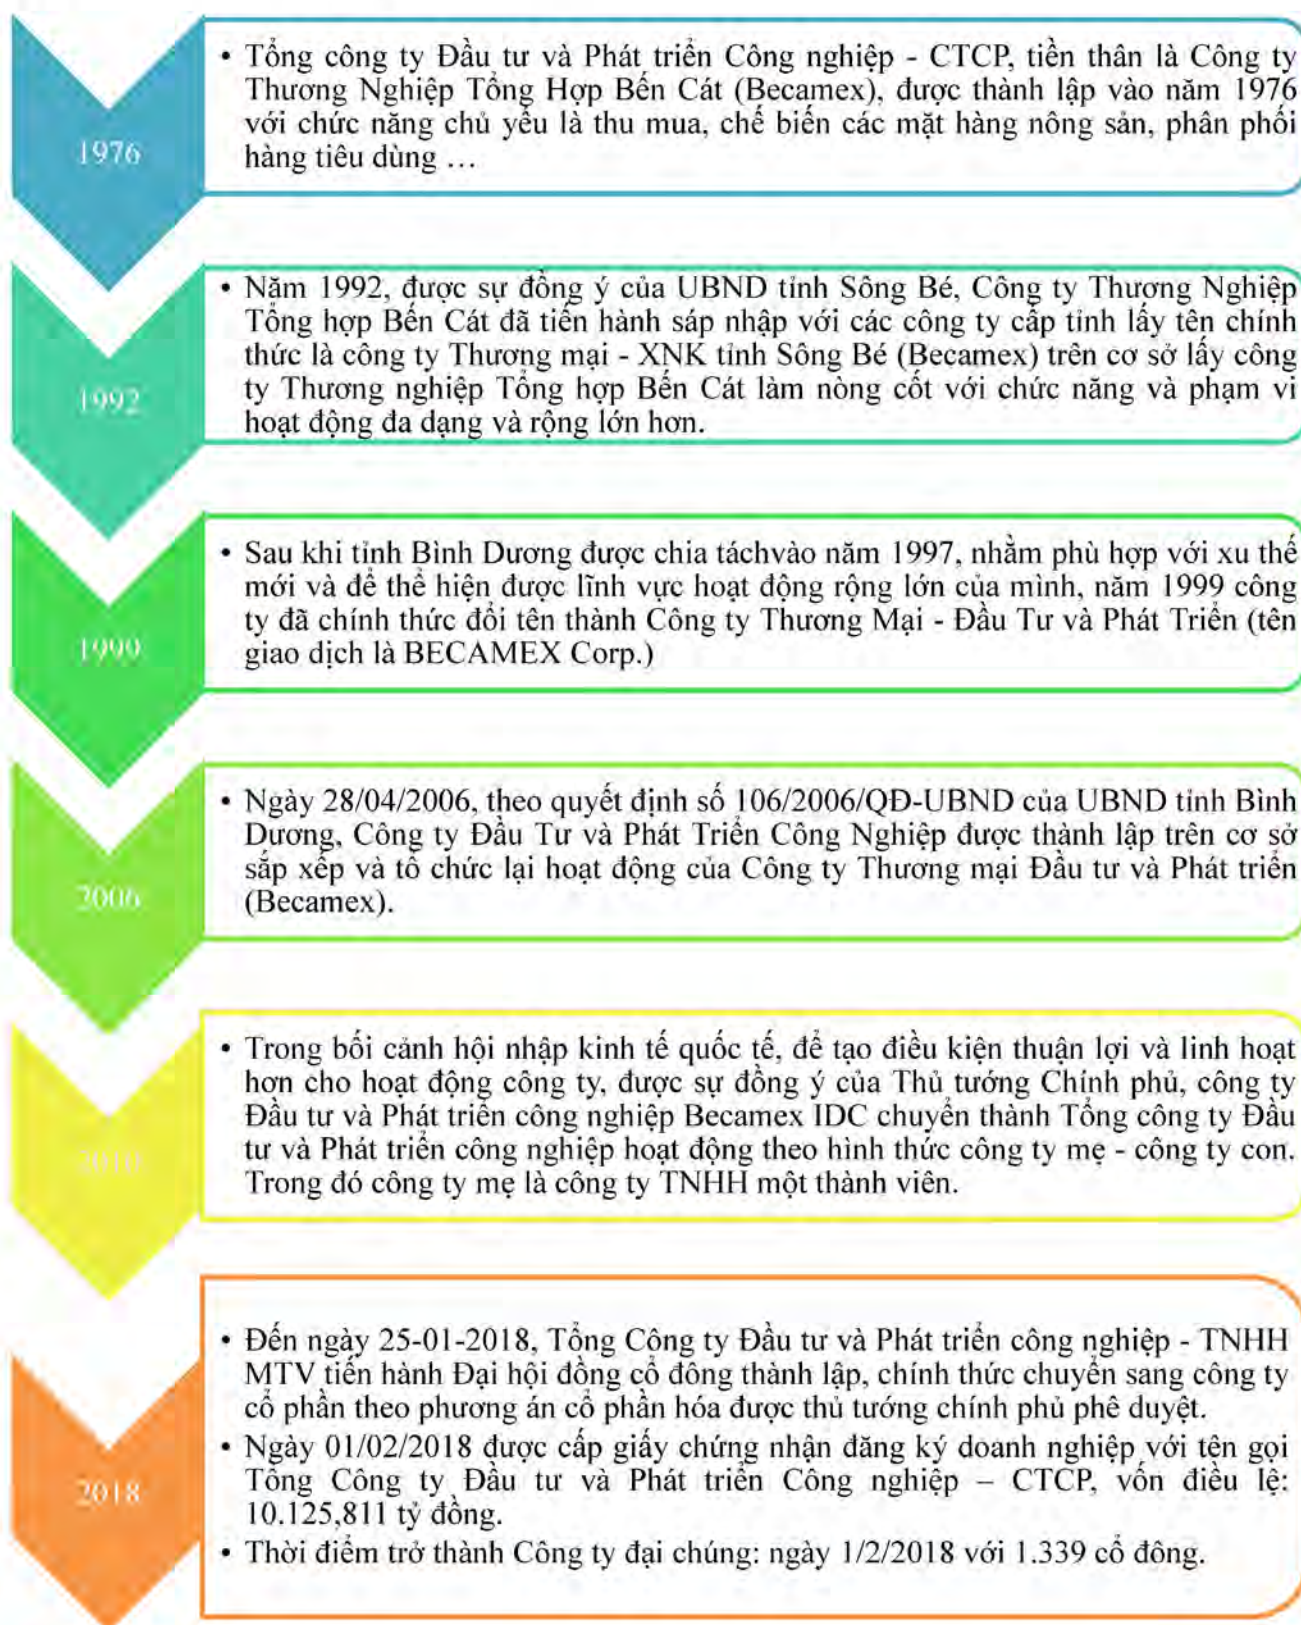 1976
• Tổng công ty Đầu tư và Phát triển Công nghiệp - CTCP, tiền thân là Công ty
Thương Nghiệp Tổng Hợp Bến Cát (Becamex), được thành lập vào năm 1976
với chức năng chủ yếu là thu mua, chế biến các mặt hàng nông sản, phân phối
hàng tiêu dùng ...
1992
• Năm 1992, được sự đồng ý của UBND tỉnh Sông Bé, Công ty Thương Nghiệp
Tổng hợp Bến Cát đã tiến hành sáp nhập với các công ty cấp tỉnh lấy tên chính
thức là công ty Thương mại - XNK tỉnh Sông Bé (Becamex) trên cơ sở lấy công
ty Thương nghiệp Tổng hợp Bến Cát làm nòng cốt với chức năng và phạm vi
hoạt động đa dạng và rộng lớn hơn.
1999
• Sau khi tỉnh Bình Dương được chia táchvào năm 1997, nhằm phù hợp với xu thế
mới và để thể hiện được lĩnh vực hoạt động rộng lớn của mình, năm 1999 công
ty đã chính thức đổi tên thành Công ty Thương Mại - Đầu Tư và Phát Triển (tên
giao dịch là BECAMEX Corp.)
2006
• Ngày 28/04/2006, theo quyết định số 106/2006/QĐ-UBND của UBND tỉnh Bình
Dương, Công ty Đầu Tư và Phát Triển Công Nghiệp được thành lập trên cơ sở
sắp xếp và tổ chức lại hoạt động của Công ty Thương mại Đầu tư và Phát triển
(Becamex).
2010
• Trong bối cảnh hội nhập kinh tế quốc tế, để tạo điều kiện thuận lợi và linh hoạt
hơn cho hoạt động công ty, được sự đồng ý của Thủ tướng Chính phủ, công ty
Đầu tư và Phát triển công nghiệp Becamex IDC chuyển thành Tổng công ty Đầu
tư và Phát triển công nghiệp hoạt động theo hình thức công ty mẹ - công ty con.
Trong đó công ty mẹ là công ty TNHH một thành viên.
2018
• Đến ngày 25-01-2018, Tổng Công ty Đầu tư và Phát triển công nghiệp - TNHH
MTV tiến hành Đại hội đồng cổ đông thành lập, chính thức chuyển sang công ty
cổ phần theo phương án cổ phần hóa được thủ tướng chính phủ phê duyệt.
• Ngày 01/02/2018 được cấp giấy chứng nhận đăng ký doanh nghiệp với tên gọi
Tổng Công ty Đầu tư và Phát triển Công nghiệp – CTCP, vốn điều lệ:
10.125,811 tỷ đồng.
• Thời điểm trở thành Công ty đại chúng: ngày 1/2/2018 với 1.339 cổ đông.